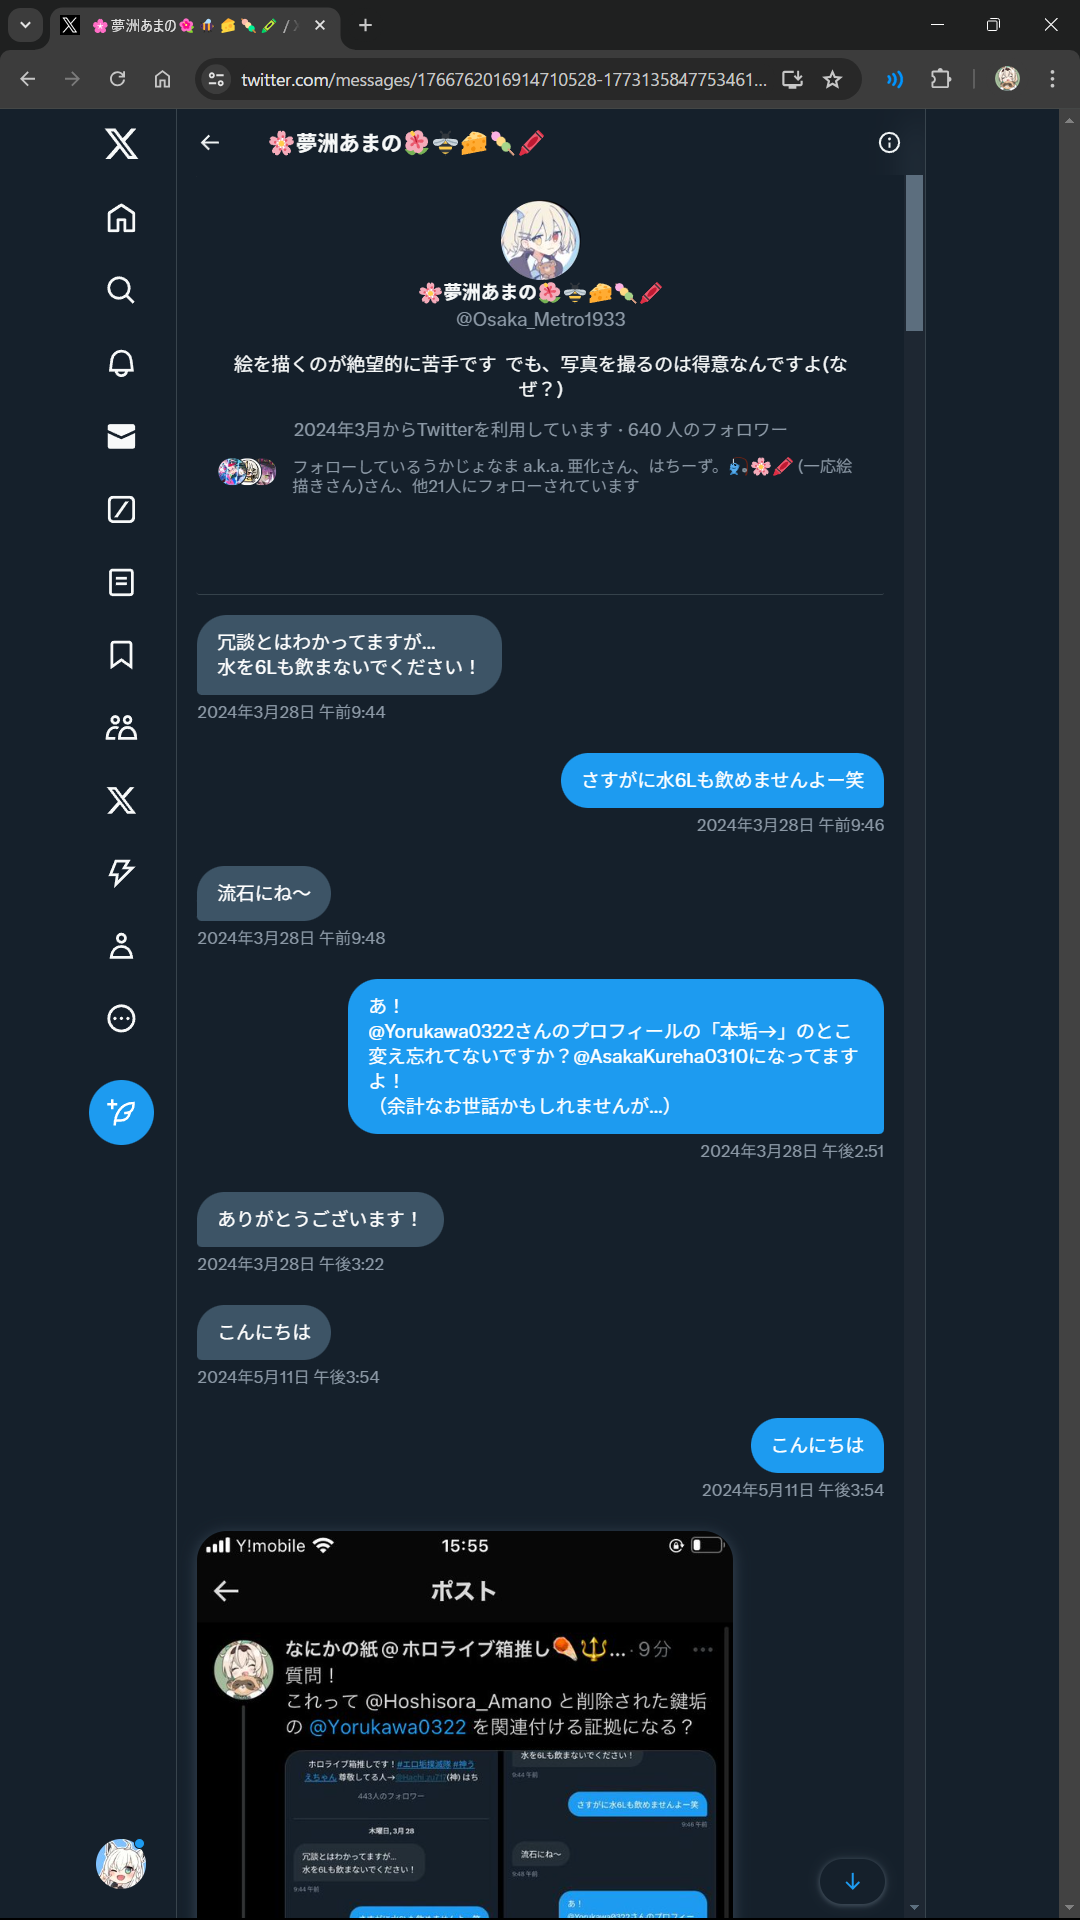 🌸夢洲あまの🌺🐝🧀🍡🖍️ / X
twitter.com/messages/1766762016914710528-1773135847753461...
🌸夢洲あまの🌺🐝🧀🍡🖍️
🌸夢洲あまの🌺🐝🧀🍡🖍️
@Osaka_Metro1933
絵を描くのが絶望的に苦手です でも、写真を撮るのは得意なんですよ(な
ぜ？)
2024年3月からTwitterを利用しています · 640 人のフォロワー
フォローしているうかじょなま a.k.a. 亜化さん、はちーず。🎣🌸🖍️ (一応絵
描きさん)さん、他21人にフォローされています
冗談とはわかってますが...
水を6Lも飲まないでください！
2024年3月28日 午前9:44
さすがに水6Lも飲めませんよー笑
2024年3月28日 午前9:46
流石にね〜
2024年3月28日 午前9:48
あ！
@Yorukawa0322さんのプロフィールの「本垢→」のとこ
変え忘れてないですか？@AsakaKureha0310になってます
よ！
（余計なお世話かもしれませんが...）
2024年3月28日 午後2:51
ありがとうございます！
2024年3月28日 午後3:22
こんにちは
2024年5月11日 午後3:54
こんにちは
2024年5月11日 午後3:54
Y!mobile 15:55
ポスト
なにかの紙＠ホロライブ箱推し🍖🔱... · 9分
質問！
これって @Hoshisora_Amano と削除された鍵垢
の @Yorukawa0322 を関連付ける証拠になる？
ホロライブ箱推しです！#エロ垢撲滅隊 #神う
えちゃん 尊敬してる人→(神) はち
443人のフォロワー
木曜日, 3月 28
冗談とはわかってますが...
水を6Lも飲まないでください！
9:44 午前
水を6Lも飲まないでください！
9:44 午前
さすがに水6Lも飲めませんよー笑
9:46 午前
流石にね〜
9:48 午前
あ！